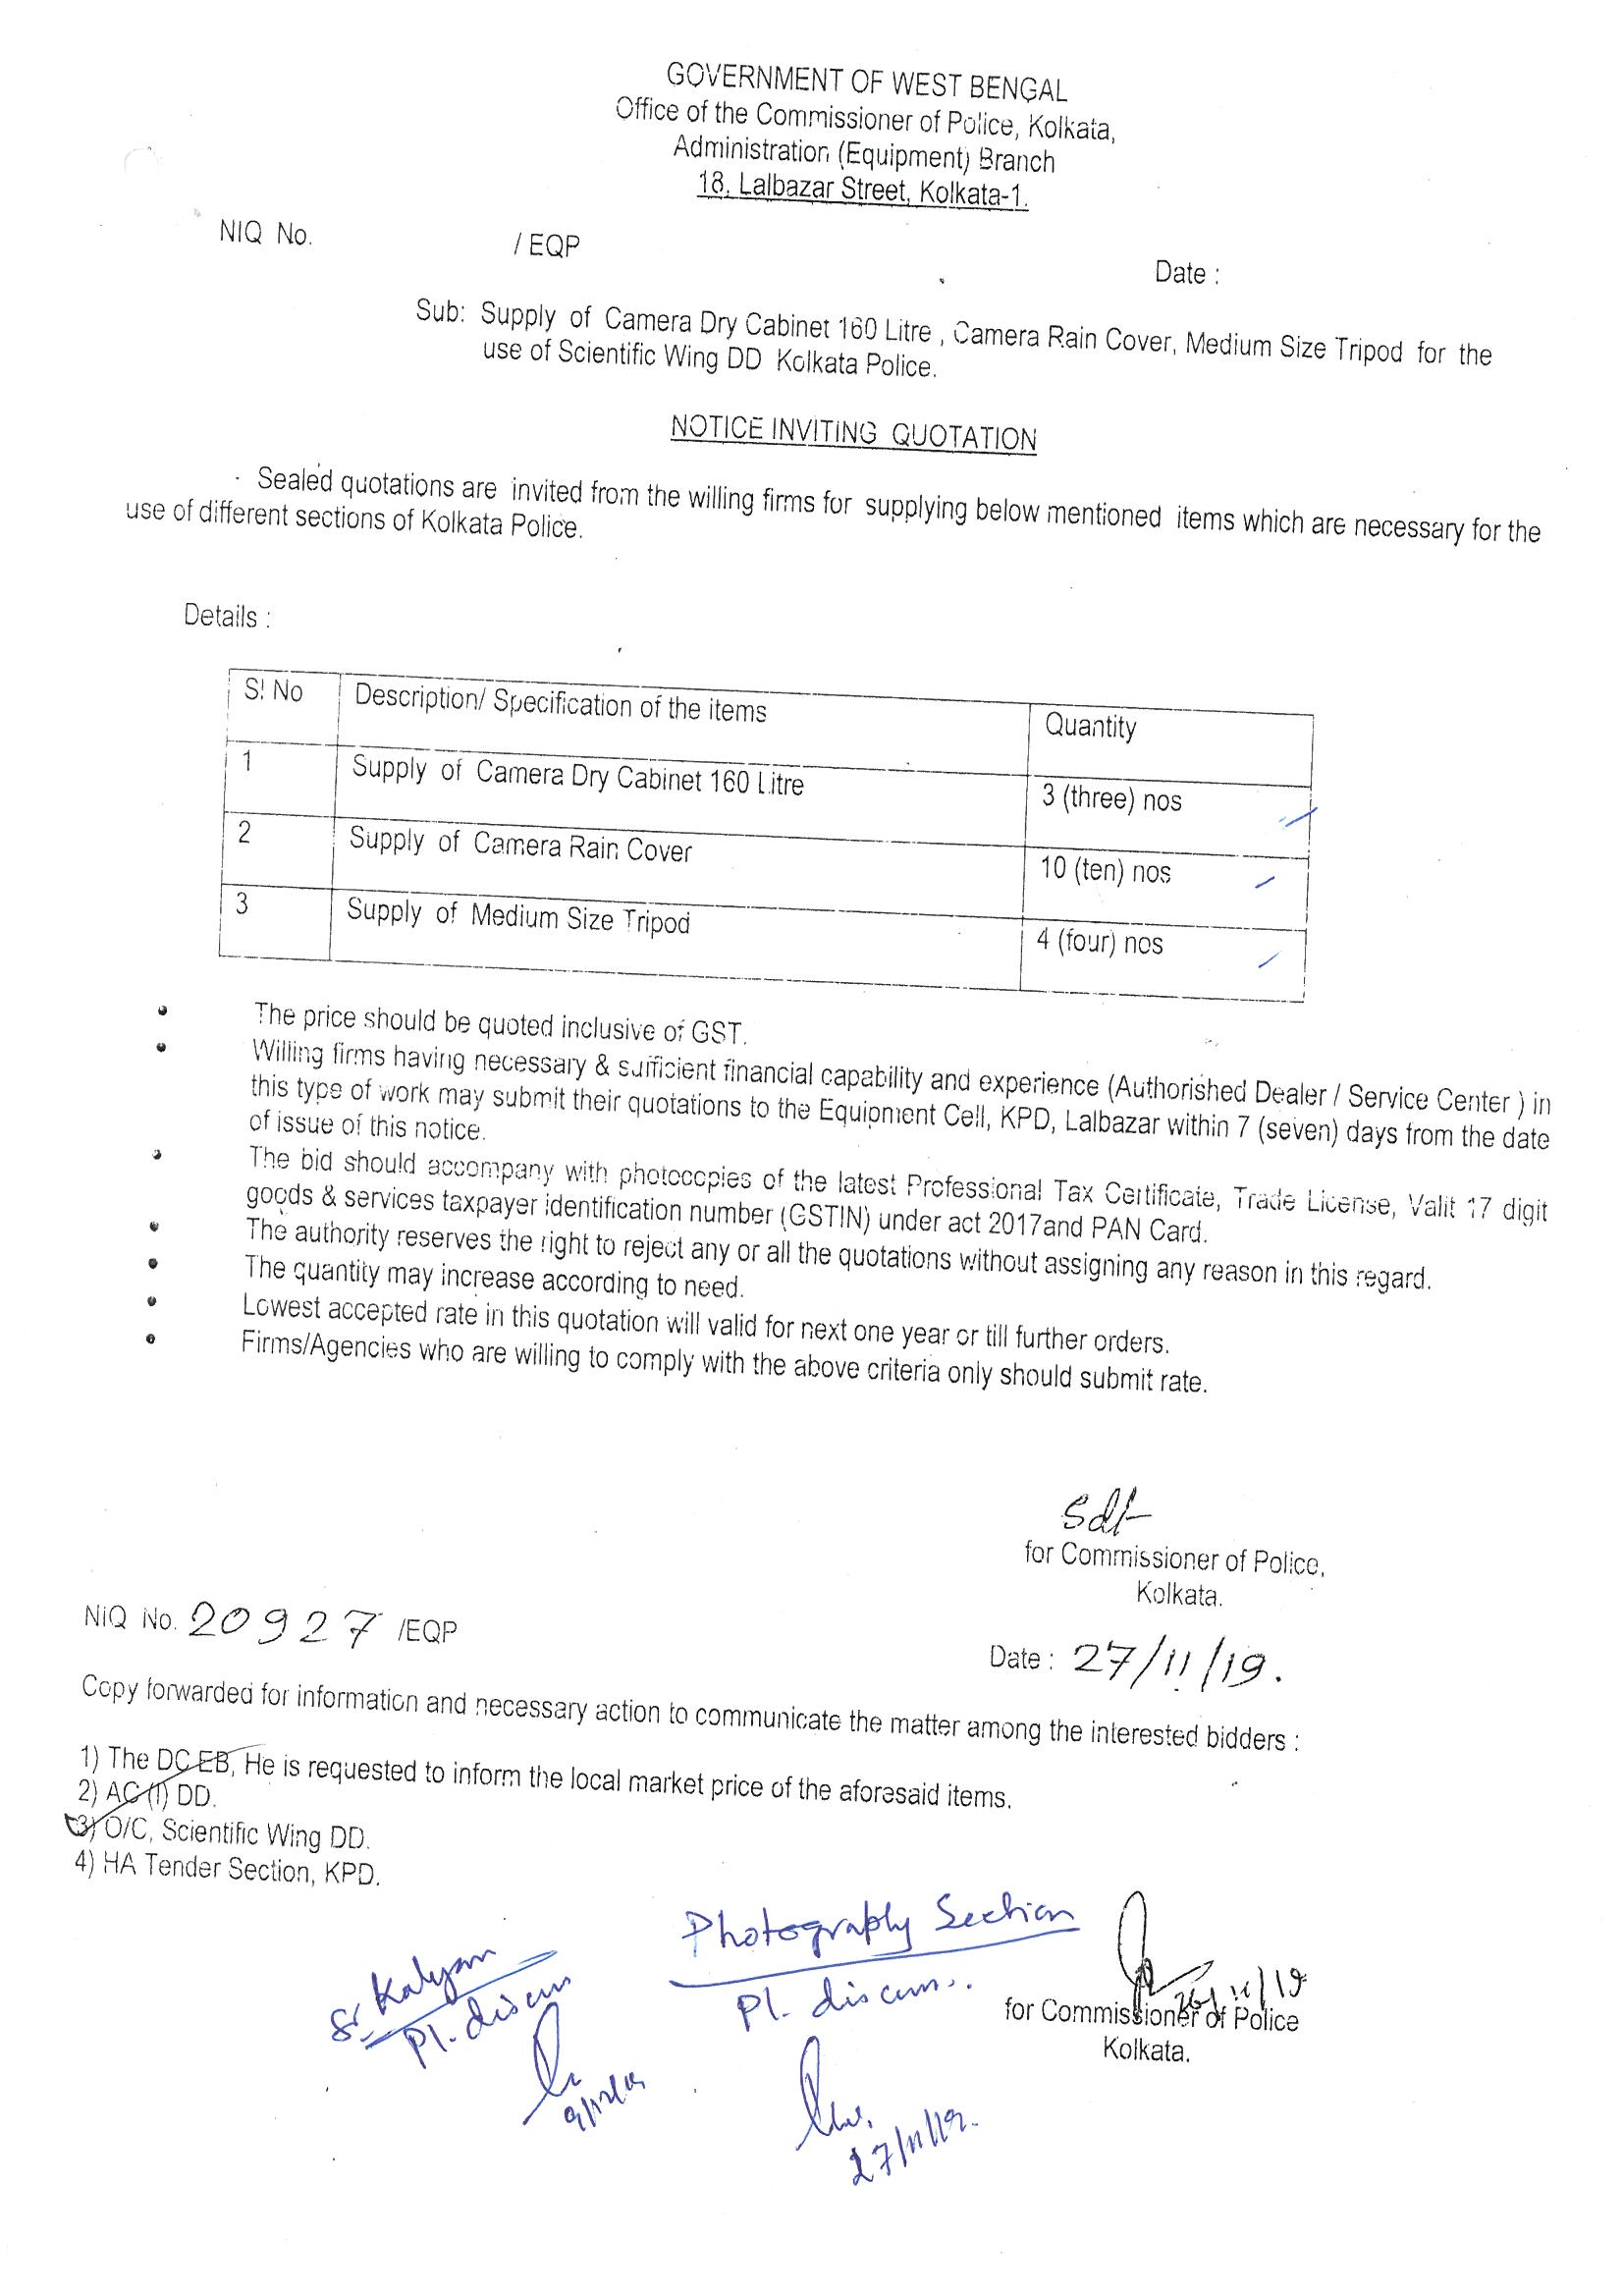 GOVERNMENT OF WEST BENGAL
Office of the Commissioner of Police, Kolkata,
Administration (Equipment) Branch
18, Lalbazar Street, Kolkata-1.
NIQ No. / EQP
Date :
Sub: Supply of Camera Dry Cabinet 160 Litre , Camera Rain Cover, Medium Size Tripod for the
use of Scientific Wing DD Kolkata Police.
NOTICE INVITING QUOTATION
Sealed quotations are invited from the willing firms for supplying below mentioned items which are necessary for the
use of different sections of Kolkata Police.
Details :
Sl No Description/ Specification of the items Quantity
1 Supply of Camera Dry Cabinet 160 Litre 3 (three) nos
2 Supply of Camera Rain Cover 10 (ten) nos
3 Supply of Medium Size Tripod 4 (four) nos
• The price should be quoted inclusive of GST.
• Willing firms having necessary & sufficient financial capability and experience (Authorished Dealer / Service Center ) in
this type of work may submit their quotations to the Equipment Cell, KPD, Lalbazar within 7 (seven) days from the date
of issue of this notice.
• The bid should accompany with photocopies of the latest Professional Tax Certificate, Trade License, Valit 17 digit
goods & services taxpayer identification number (GSTIN) under act 2017and PAN Card.
• The authority reserves the right to reject any or all the quotations without assigning any reason in this regard.
• The quantity may increase according to need.
• Lowest accepted rate in this quotation will valid for next one year or till further orders.
• Firms/Agencies who are willing to comply with the above criteria only should submit rate.
Sd/-
for Commissioner of Police,
Kolkata.
NIQ No. 20927 /EQP
Date : 27/11/19.
Copy forwarded for information and necessary action to communicate the matter among the interested bidders :
1) The DC EB, He is requested to inform the local market price of the aforesaid items.
2) AC (I) DD.
3) O/C, Scientific Wing DD.
4) HA Tender Section, KPD.
Photography Section
Pl. discuss.
27/11/19.
Kalyan
Pl. discuss
26/11/19
for Commissioner of Police
Kolkata.